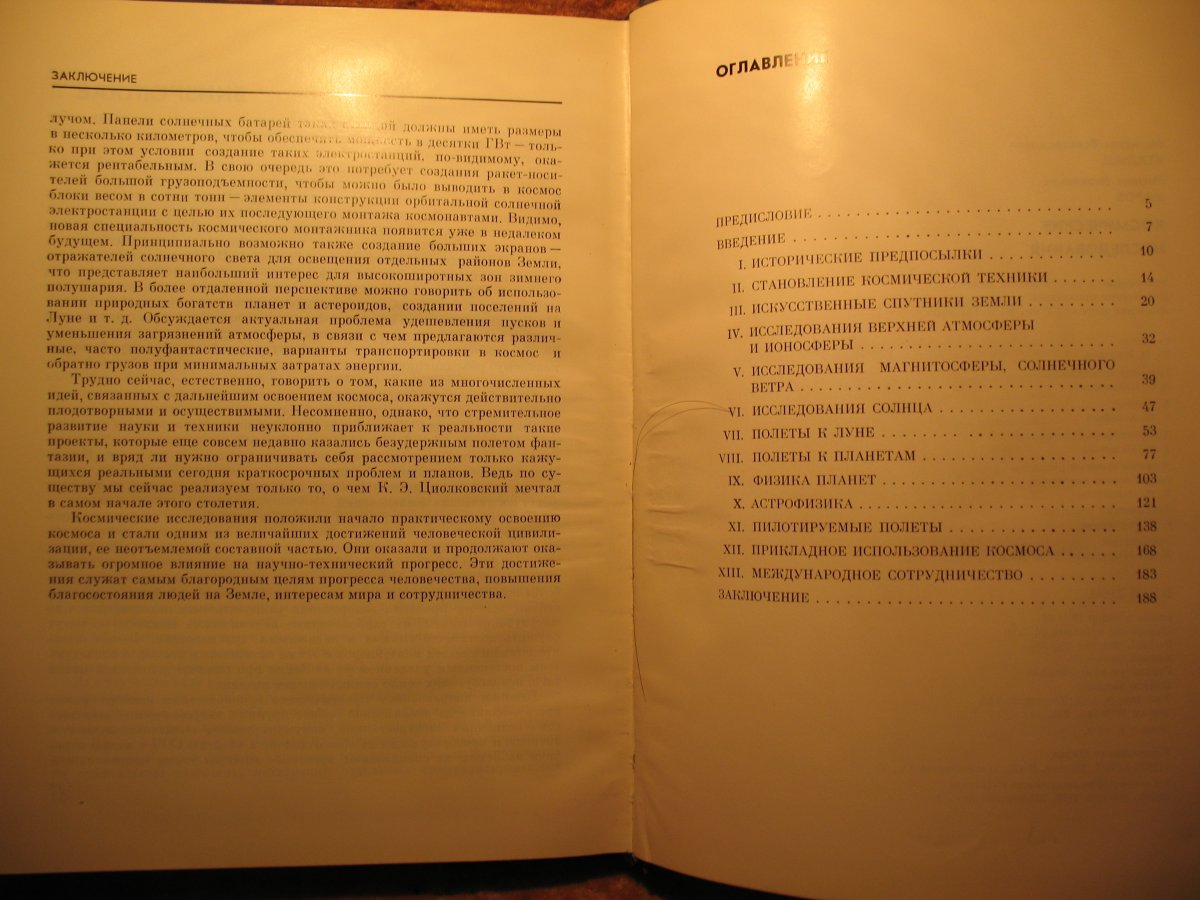 ЗАКЛЮЧЕНИЕ
лучом. Панели солнечных батарей таких должны иметь размеры
в несколько километров, чтобы обеспечить мощность в десятки ГВт — толь-
ко при этом условии создание таких электростанций, по-видимому, ока-
жется рентабельным. В свою очередь это потребует создания ракет-носи-
телей большой грузоподъемности, чтобы можно было выводить в космос
блоки весом в сотни тонн — элементы конструкции орбитальной солнечной
электростанции с целью их последующего монтажа космонавтами. Видимо,
новая специальность космического монтажника появится уже в недалеком
будущем. Принципиально возможно также создание больших экранов —
отражателей солнечного света для освещения отдельных районов Земли,
что представляет наибольший интерес для высокоширотных зон зимнего
полушария. В более отдаленной перспективе можно говорить об использо-
вании природных богатств планет и астероидов, создании поселений на
Луне и т. д. Обсуждается актуальная проблема удешевления пусков и
уменьшения загрязнений атмосферы, в связи с чем предлагаются различ-
ные, часто полуфантастические, варианты транспортировки в космос и
обратно грузов при минимальных затратах энергии.
Трудно сейчас, естественно, говорить о том, какие из многочисленных
идей, связанных с дальнейшим освоением космоса, окажутся действительно
плодотворными и осуществимыми. Несомненно, однако, что стремительное
развитие науки и техники неуклонно приближает к реальности такие
проекты, которые еще совсем недавно казались безудержным полетом фан-
тазии, и вряд ли нужно ограничивать себя рассмотрением только кажу-
щихся реальными сегодня краткосрочных проблем и планов. Ведь по су-
ществу мы сейчас реализуем только то, о чем К. Э. Циолковский мечтал
в самом начале этого столетия.
Космические исследования положили начало практическому освоению
космоса и стали одним из величайших достижений человеческой цивили-
зации, ее неотъемлемой составной частью. Они оказали и продолжают ока-
зывать огромное влияние на научно-технический прогресс. Эти достиже-
ния служат самым благородным целям прогресса человечества, повышения
благосостояния людей на Земле, интересам мира и сотрудничества.
ОГЛАВЛЕНИЕ
ПРЕДИСЛОВИЕ . . . . . . . . . . 5
ВВЕДЕНИЕ . . . . . . . . . . 7
I. ИСТОРИЧЕСКИЕ ПРЕДПОСЫЛКИ . . . . . . . . . . 10
II. СТАНОВЛЕНИЕ КОСМИЧЕСКОЙ ТЕХНИКИ . . . . . . . 14
III. ИСКУССТВЕННЫЕ СПУТНИКИ ЗЕМЛИ . . . . . . . . . 20
IV. ИССЛЕДОВАНИЯ ВЕРХНЕЙ АТМОСФЕРЫ
И ИОНОСФЕРЫ . . . . . . . . . . 32
V. ИССЛЕДОВАНИЯ МАГНИТОСФЕРЫ, СОЛНЕЧНОГО
ВЕТРА . . . . . . . . . . 39
VI. ИССЛЕДОВАНИЯ СОЛНЦА . . . . . . . . . . 47
VII. ПОЛЕТЫ К ЛУНЕ . . . . . . . . . . 53
VIII. ПОЛЕТЫ К ПЛАНЕТАМ . . . . . . . . . . 77
IX. ФИЗИКА ПЛАНЕТ . . . . . . . . . . 103
X. АСТРОФИЗИКА . . . . . . . . . . 121
XI. ПИЛОТИРУЕМЫЕ ПОЛЕТЫ . . . . . . . . . . 138
XII. ПРИКЛАДНОЕ ИСПОЛЬЗОВАНИЕ КОСМОСА . . . . . . 168
XIII. МЕЖДУНАРОДНОЕ СОТРУДНИЧЕСТВО . . . . . . . . . 183
ЗАКЛЮЧЕНИЕ . . . . . . . . . . 188